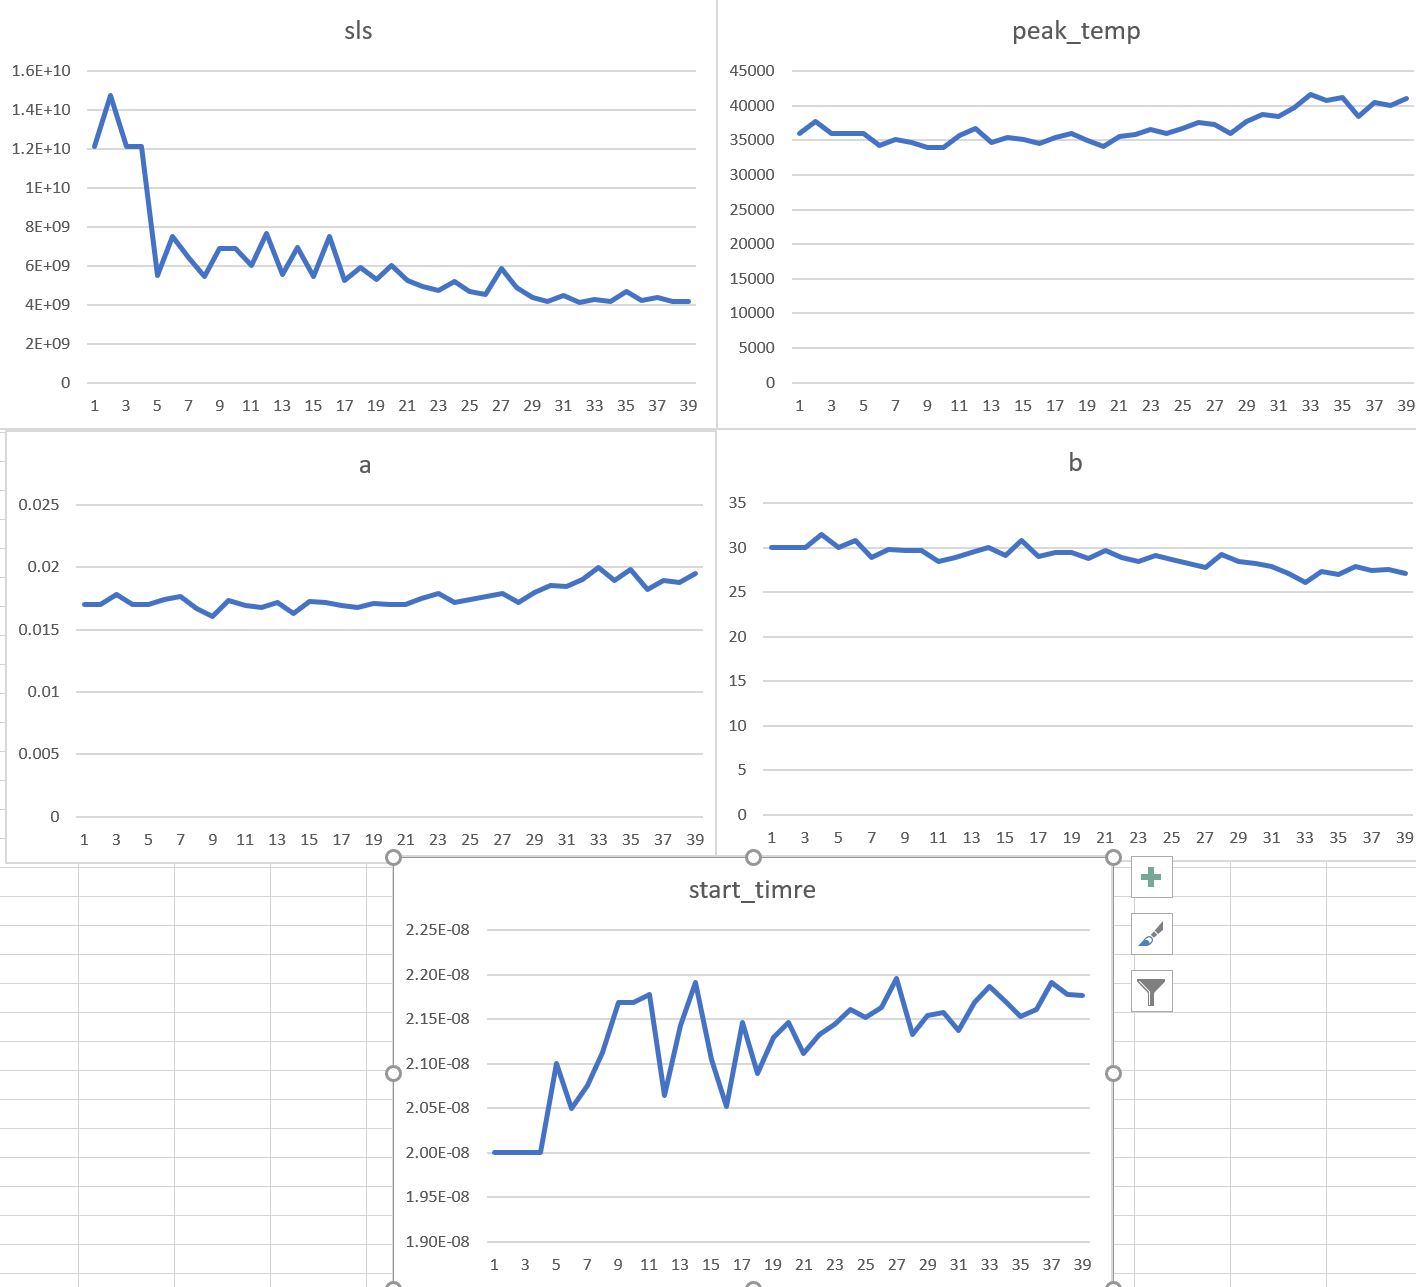 sls
1.6E+10
1.4E+10
1.2E+10
1E+10
8E+09
6E+09
4E+09
2E+09
0
1 3 5 7 9 11 13 15 17 19 21 23 25 27 29 31 33 35 37 39
peak_temp
45000
40000
35000
30000
25000
20000
15000
10000
5000
0
1 3 5 7 9 11 13 15 17 19 21 23 25 27 29 31 33 35 37 39
a
0.025
0.02
0.015
0.01
0.005
0
1 3 5 7 9 11 13 15 17 19 21 23 25 27 29 31 33 35 37 39
b
35
30
25
20
15
10
5
0
1 3 5 7 9 11 13 15 17 19 21 23 25 27 29 31 33 35 37 39
start_timre
2.25E-08
2.20E-08
2.15E-08
2.10E-08
2.05E-08
2.00E-08
1.95E-08
1.90E-08
1 3 5 7 9 11 13 15 17 19 21 23 25 27 29 31 33 35 37 39